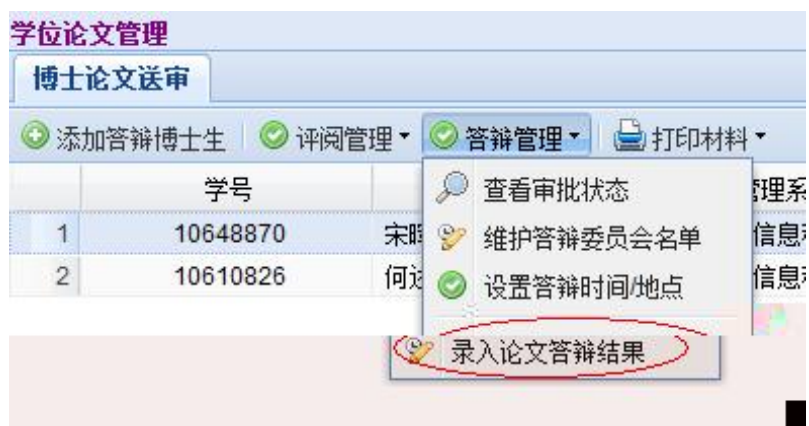 学位论文管理
博士论文送审
添加答辩博士生 评阅管理 答辩管理 打印材料
学号
查看审批状态
1 10648870 宋
维护答辩委员会名单
信息
2 10610826 何
设置答辩时间/地点
信息
录入论文答辩结果